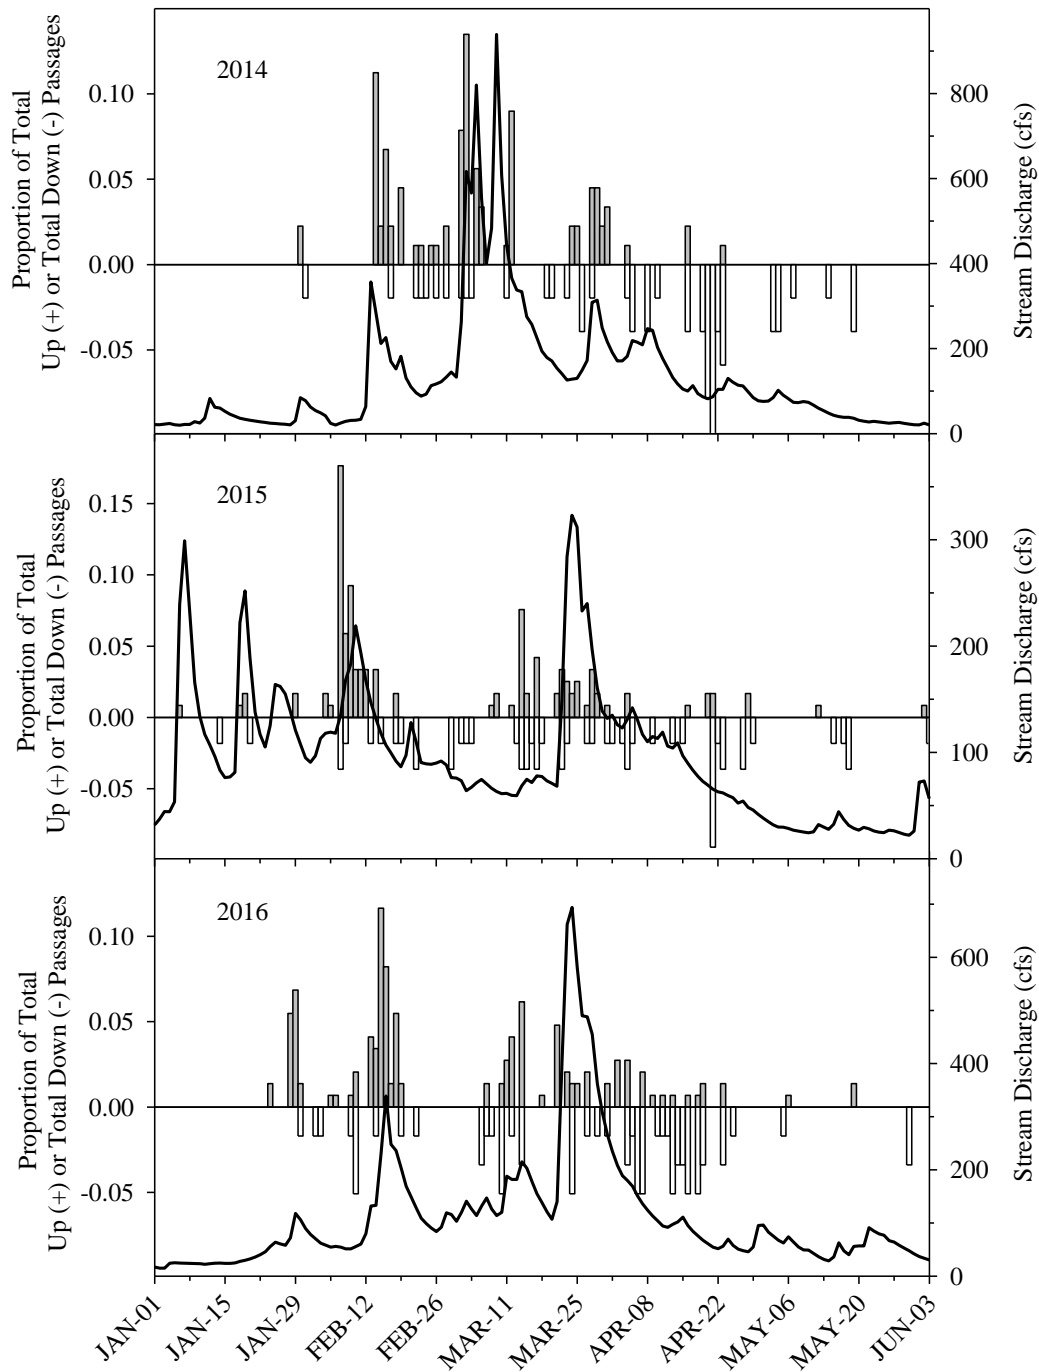 2014
Proportion of Total
Up (+) or Total Down (-) Passages
0.10
0.05
0.00
-0.05
800
600
400
200
0
Stream Discharge (cfs)
2015
Proportion of Total
Up (+) or Total Down (-) Passages
0.15
0.10
0.05
0.00
-0.05
300
200
100
0
Stream Discharge (cfs)
2016
Proportion of Total
Up (+) or Total Down (-) Passages
0.10
0.05
0.00
-0.05
600
400
200
0
Stream Discharge (cfs)
JAN-01
JAN-15
JAN-29
FEB-12
FEB-26
MAR-11
MAR-25
APR-08
APR-22
MAY-06
MAY-20
JUN-03